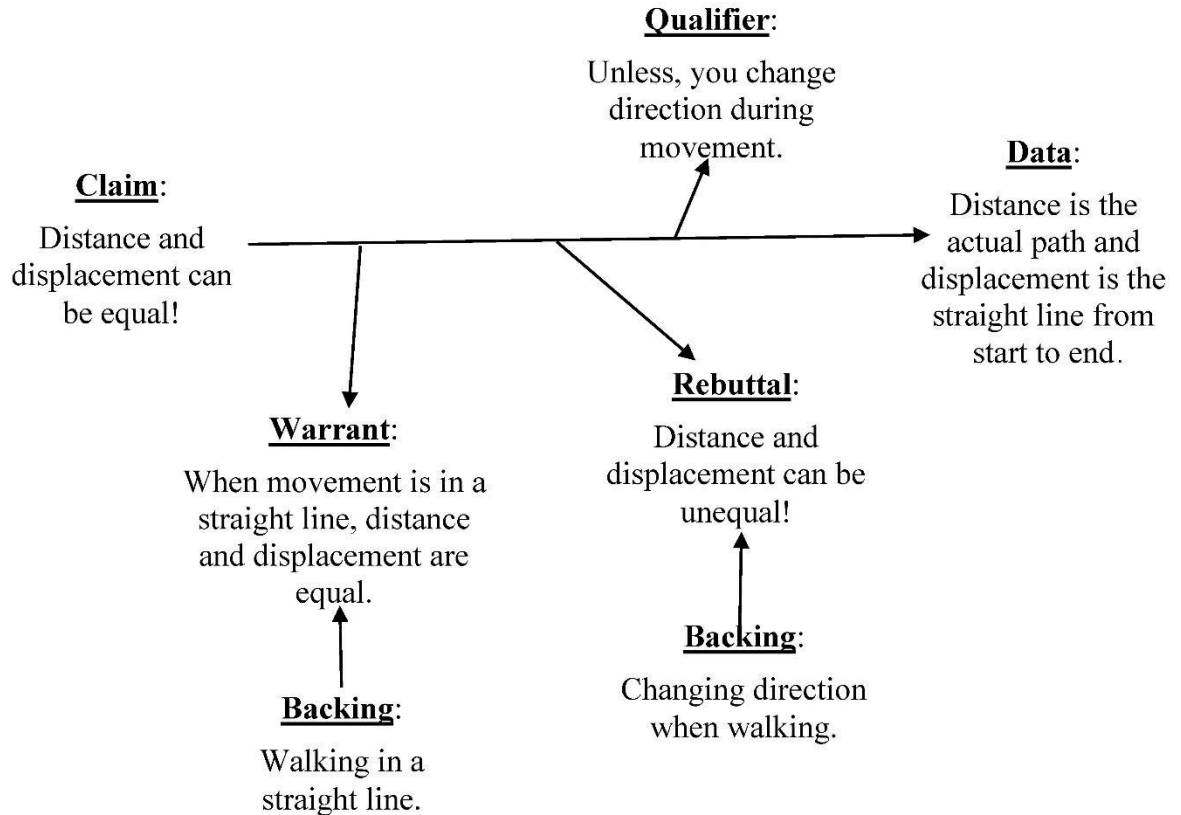 Qualifier:
Unless, you change
direction during
movement.
Claim:
Distance and
displacement can
be equal!
Data:
Distance is the
actual path and
displacement is the
straight line from
start to end.
Warrant:
When movement is in a
straight line, distance
and displacement are
equal.
Rebuttal:
Distance and
displacement can be
unequal!
Backing:
Walking in a
straight line.
Backing:
Changing direction
when walking.